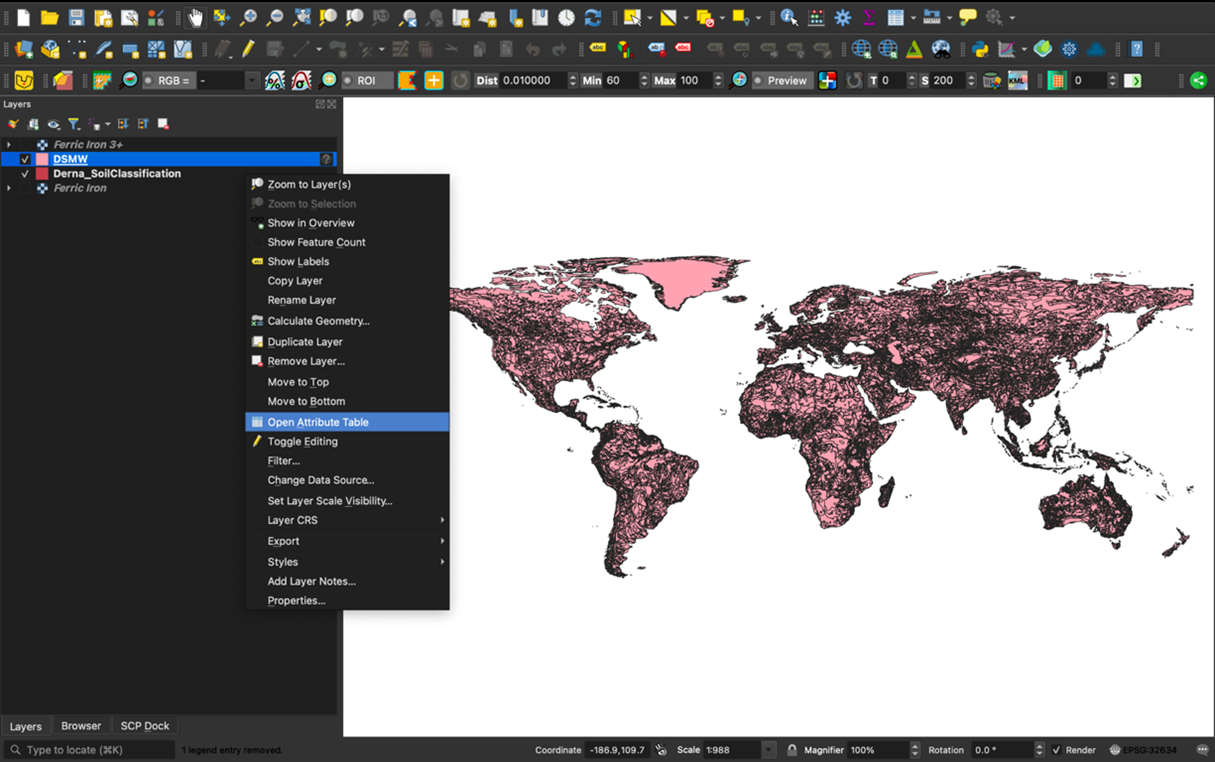 RGB =
-
ROI
Dist 0.010000
Min 60
Max 100
Preview
T 0
S 200
KML
0
Layers
Ferric Iron 3+
DSMW
Derna_SoilClassification
Ferric Iron
Zoom to Layer(s)
Zoom to Selection
Show in Overview
Show Feature Count
Show Labels
Copy Layer
Rename Layer
Calculate Geometry...
Duplicate Layer
Remove Layer...
Move to Top
Move to Bottom
Open Attribute Table
Toggle Editing
Filter...
Change Data Source...
Set Layer Scale Visibility...
Layer CRS
Export
Styles
Add Layer Notes...
Properties...
Layers
Browser
SCP Dock
Type to locate (⌘K)
1 legend entry removed.
Coordinate -186.9,109.7
Scale 1:988
Magnifier 100%
Rotation 0.0 °
Render
EPSG:32634